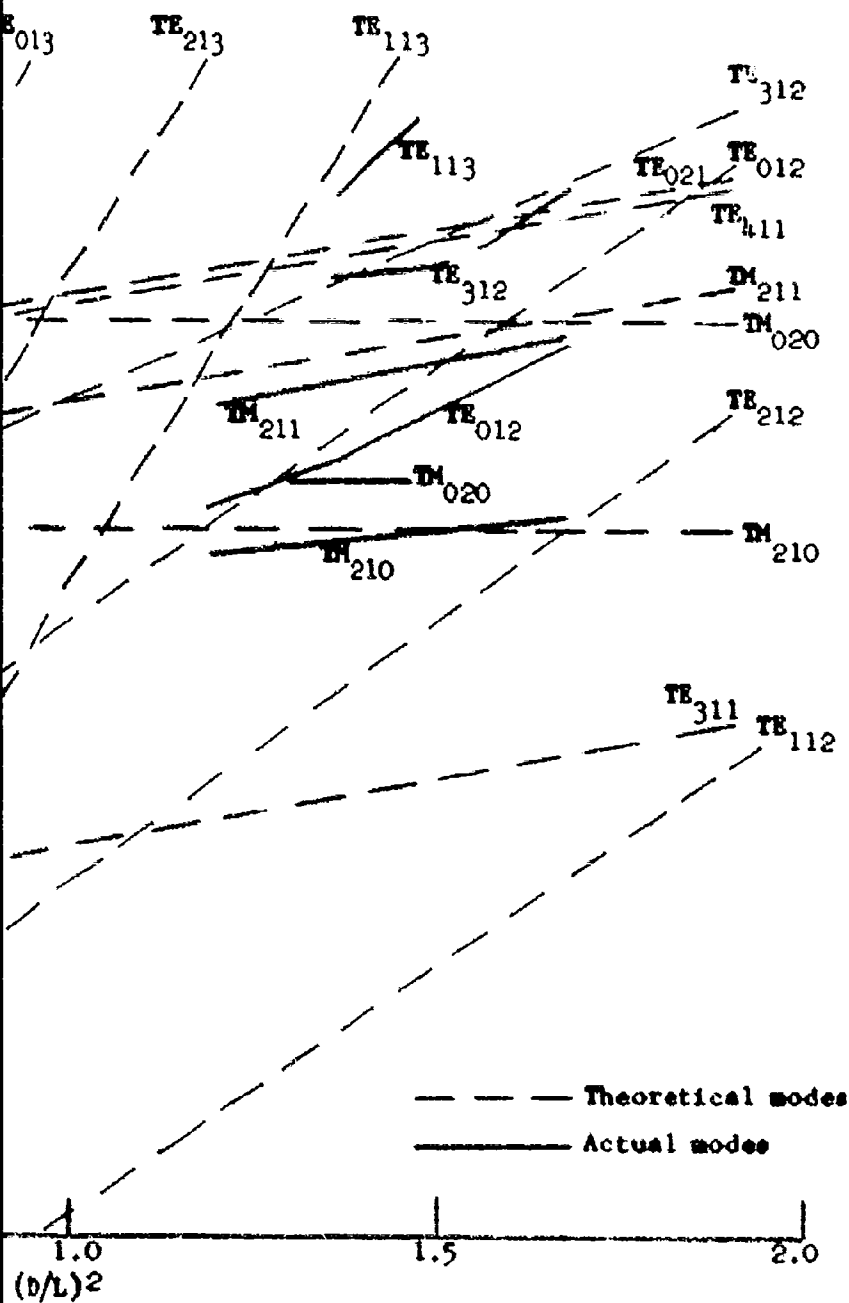 E013 TE213 TE113
TE312
TE113
TE021 TE012
TE411
TE312
TM211
TM020
TM211 TE012
TE212
TM020
TM210
TM210
TE311
TE112
Theoretical modes
Actual modes
1.0 1.5 2.0
(D/L)2